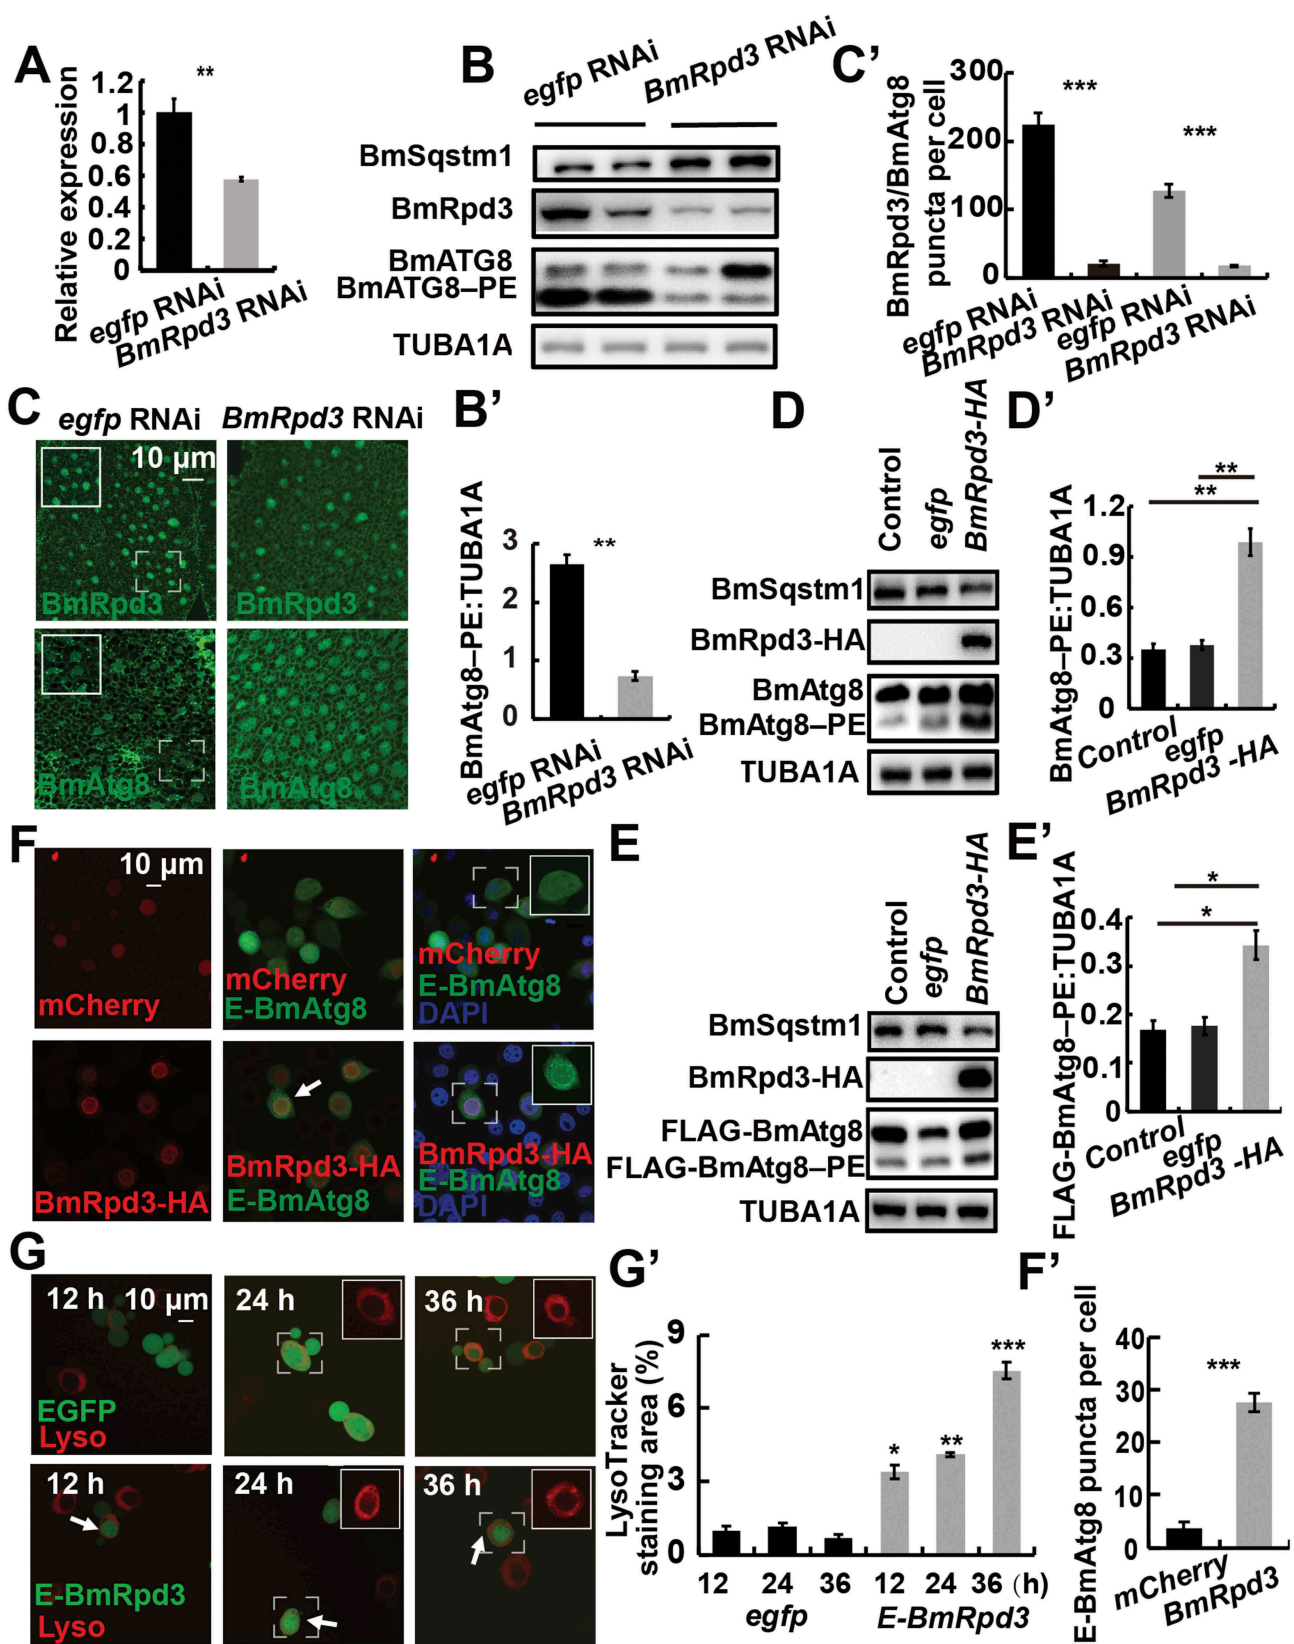 A
Relative expression
1.2
1
0.8
0.6
0.4
0.2
0
**
egfp RNAi
BmRpd3 RNAi
B
egfp RNAi
BmRpd3 RNAi
BmSqstm1
BmRpd3
BmATG8
BmATG8–PE
TUBA1A
C'
BmRpd3/BmAtg8
puncta per cell
300
200
100
0
***
***
egfp RNAi
BmRpd3 RNAi
egfp RNAi
BmRpd3 RNAi
C
egfp RNAi
BmRpd3 RNAi
10 µm
BmRpd3
BmRpd3
BmAtg8
BmAtg8
B'
BmAtg8–PE:TUBA1A
3
2
1
0
**
egfp RNAi
BmRpd3 RNAi
D
Control
egfp
BmRpd3-HA
BmSqstm1
BmRpd3-HA
BmAtg8
BmAtg8–PE
TUBA1A
D'
BmAtg8–PE:TUBA1A
1.2
0.9
0.6
0.3
0
**
**
Control
egfp
BmRpd3 -HA
F
10 µm
mCherry
mCherry
E-BmAtg8
mCherry
E-BmAtg8
DAPI
BmRpd3-HA
BmRpd3-HA
E-BmAtg8
BmRpd3-HA
E-BmAtg8
DAPI
E
Control
egfp
BmRpd3-HA
BmSqstm1
BmRpd3-HA
FLAG-BmAtg8
FLAG-BmAtg8–PE
TUBA1A
E'
FLAG-BmAtg8–PE:TUBA1A
0.4
0.3
0.2
0.1
0
*
*
Control
egfp
BmRpd3 -HA
G
12 h
10 µm
EGFP
Lyso
24 h
36 h
12 h
E-BmRpd3
Lyso
24 h
36 h
G'
LysoTracker
staining area (%)
9
6
3
0
*
**
***
12 24 36 12 24 36 (h)
egfp E-BmRpd3
F'
E-BmAtg8 puncta per cell
40
30
20
10
0
***
mCherry
BmRpd3